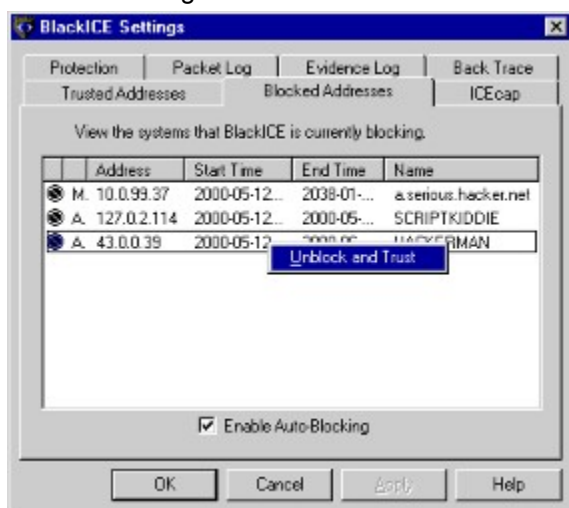 BlackICE Settings
Protection Packet Log Evidence Log Back Trace
Trusted Addresses Blocked Addresses ICEcap
View the systems that BlackICE is currently blocking.
Address Start Time End Time Name
M. 10.0.99.37 2000-05-12... 2038-01-... a.serious.hacker.net
A. 127.0.2.114 2000-05-12... 2000-05-... SCRIPTKIDDIE
A. 43.0.0.39 2000-05-12
Unblock and Trust
Enable Auto-Blocking
OK Cancel Apply Help